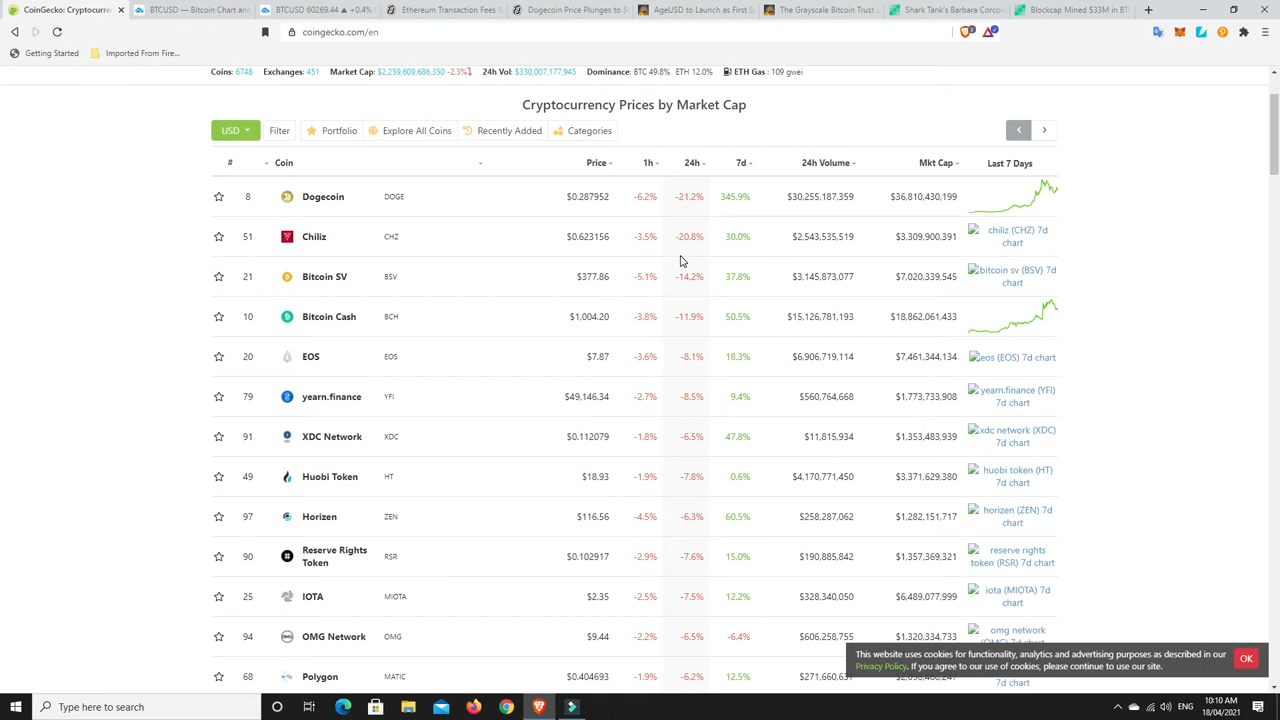 CoinGecko: Cryptocurrenc
BTCUSD — Bitcoin Chart and
BTCUSD 60269.44 ▲ +0.4%
Ethereum Transaction Fees S
Dogecoin Price Plunges to S
AgeUSD to Launch as First S
The Grayscale Bitcoin Trust
Shark Tank's Barbara Corcor
Blockcap Mined $33M in BTC
coingecko.com/en
Getting Started
Imported From Fire...
Coins: 6748 Exchanges: 451 Market Cap: $2,259,609,686,350 -2.3% 24h Vol: $330,007,177,945 Dominance: BTC 49.8% ETH 12.0% ETH Gas : 109 gwei
Cryptocurrency Prices by Market Cap
USD Filter Portfolio Explore All Coins Recently Added Categories
# Coin Price 1h 24h 7d 24h Volume Mkt Cap Last 7 Days
8 Dogecoin DOGE $0.287952 -6.2% -21.2% 345.9% $30,255,187,359 $36,810,430,199
51 Chiliz CHZ $0.623156 -3.5% -20.8% 30.0% $2,543,535,519 $3,309,900,391 chiliz (CHZ) 7d
chart
21 Bitcoin SV BSV $377.86 -5.1% -14.2% 37.8% $3,145,873,077 $7,020,339,545 bitcoin sv (BSV) 7d
chart
10 Bitcoin Cash BCH $1,004.20 -3.8% -11.9% 50.5% $15,126,781,193 $18,862,061,433
20 EOS EOS $7.87 -3.6% -8.1% 18.3% $6,906,719,114 $7,461,344,134 eos (EOS) 7d chart
79 yearn.finance YFI $49,146.34 -2.7% -8.5% 9.4% $560,764,668 $1,773,733,908 yearn.finance (YFI)
7d chart
91 XDC Network XDC $0.112079 -1.8% -6.5% 47.8% $11,815,934 $1,353,483,939 xdc network (XDC)
7d chart
49 Huobi Token HT $18.93 -1.9% -7.8% 0.6% $4,170,771,450 $3,371,629,380 huobi token (HT)
7d chart
97 Horizen ZEN $116.56 -4.5% -6.3% 60.5% $258,287,062 $1,282,151,717 horizen (ZEN) 7d
chart
90 Reserve Rights Token RSR $0.102917 -2.9% -7.6% 15.0% $190,885,842 $1,357,369,321 reserve rights
token (RSR) 7d
chart
25 IOTA MIOTA $2.35 -2.5% -7.5% 12.2% $328,340,050 $6,489,077,999 iota (MIOTA) 7d
chart
94 OMG Network OMG $9.44 -2.2% -6.5% -6.4% $606,258,755 $1,320,334,733 omg network
68 Polygon MATIC $0.404693 -1.9% -6.2% 12.5%
7d chart
This website uses cookies for functionality, analytics and advertising purposes as described in our
Privacy Policy. If you agree to our use of cookies, please continue to use our site.
OK
Type here to search
ENG
10:10 AM
18/04/2021